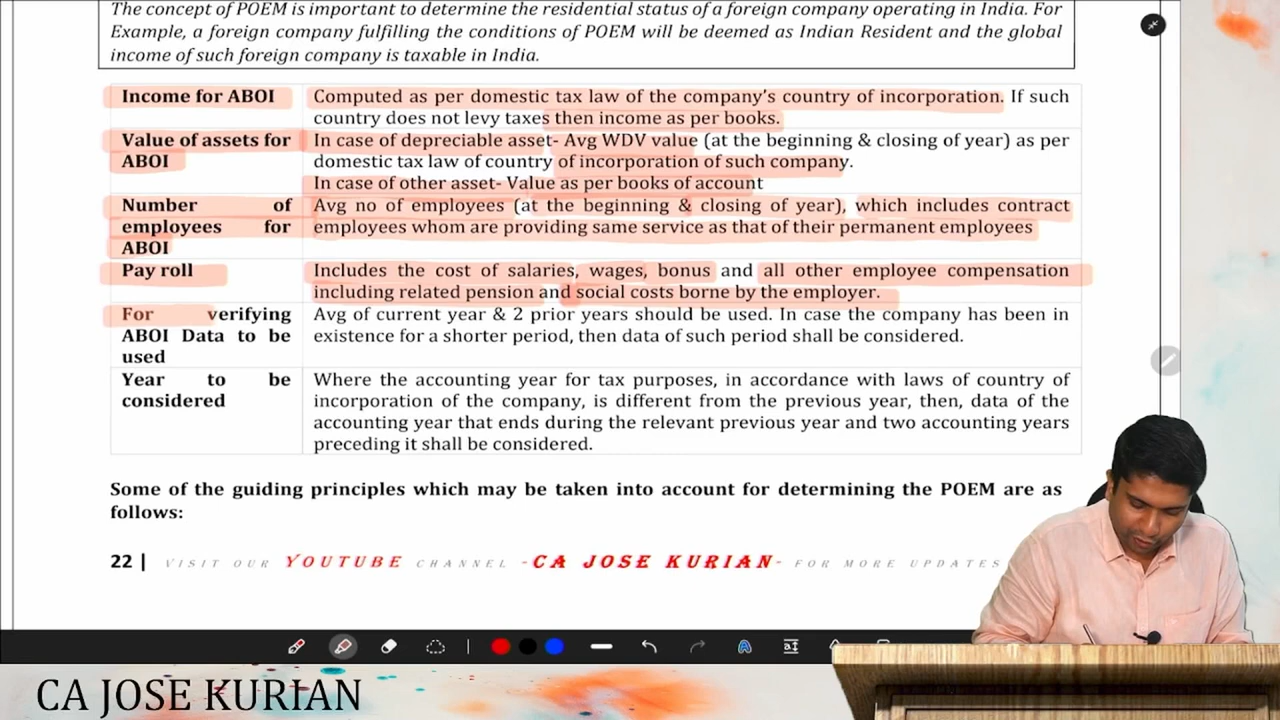 The concept of POEM is important to determine the residential status of a foreign company operating in India. For
Example, a foreign company fulfilling the conditions of POEM will be deemed as Indian Resident and the global
income of such foreign company is taxable in India.
Income for ABOI
Computed as per domestic tax law of the company's country of incorporation. If such
country does not levy taxes then income as per books.
Value of assets for
ABOI
In case of depreciable asset- Avg WDV value (at the beginning & closing of year) as per
domestic tax law of country of incorporation of such company.
In case of other asset- Value as per books of account
Number of
employees for
ABOI
Avg no of employees (at the beginning & closing of year), which includes contract
employees whom are providing same service as that of their permanent employees
Pay roll
Includes the cost of salaries, wages, bonus and all other employee compensation
including related pension and social costs borne by the employer.
For verifying
ABOI Data to be
used
Avg of current year & 2 prior years should be used. In case the company has been in
existence for a shorter period, then data of such period shall be considered.
Year to be
considered
Where the accounting year for tax purposes, in accordance with laws of country of
incorporation of the company, is different from the previous year, then, data of the
accounting year that ends during the relevant previous year and two accounting years
preceding it shall be considered.
Some of the guiding principles which may be taken into account for determining the POEM are as
follows:
22 | VISIT OUR YOUTUBE CHANNEL -CA JOSE KURIAN- FOR MORE UPDATES
CA JOSE KURIAN